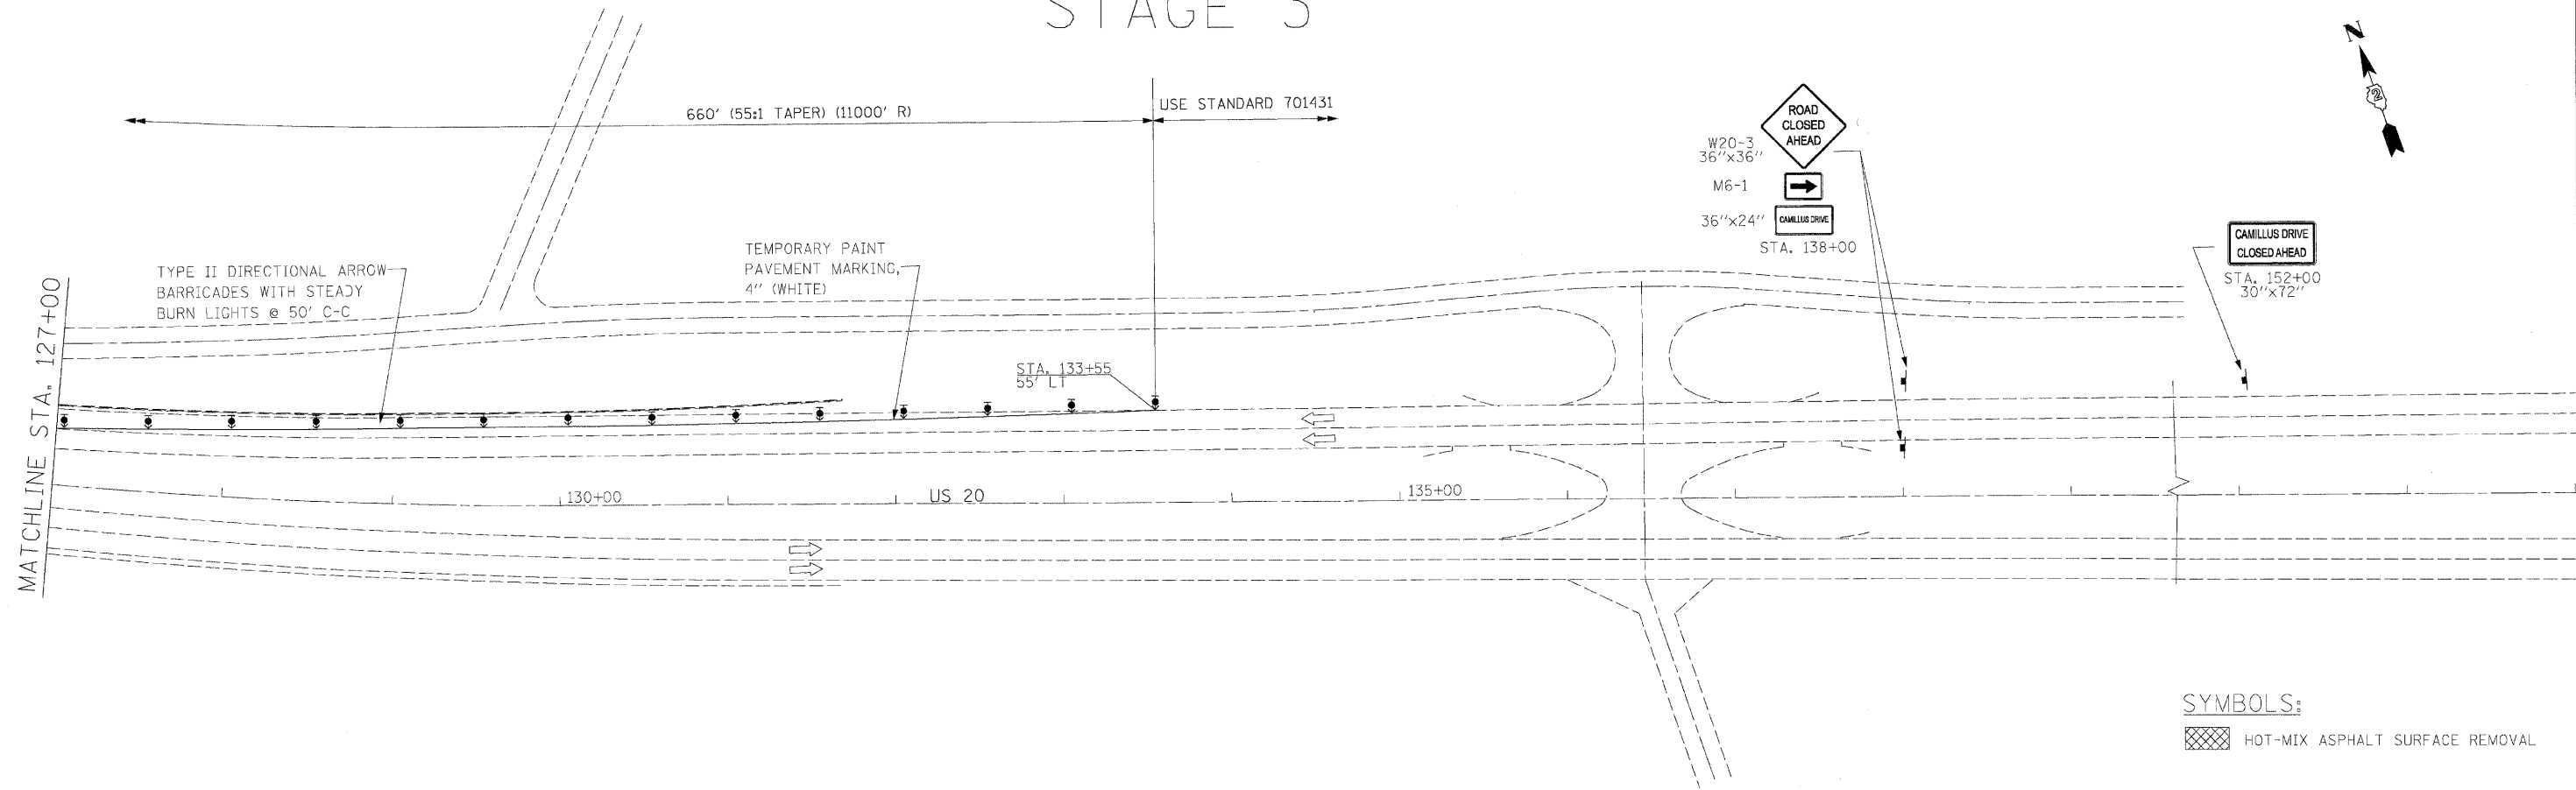 STAGE 3
N
2
660' (55:1 TAPER) (11000' R)
USE STANDARD 701431
ROAD
CLOSED
AHEAD
W20-3
36"x36"
M6-1
36"x24"
CAMILLUS DRIVE
STA. 138+00
CAMILLUS DRIVE
CLOSED AHEAD
STA. 152+00
30"x72"
TYPE II DIRECTIONAL ARROW
BARRICADES WITH STEADY
BURN LIGHTS @ 50' C-C
TEMPORARY PAINT
PAVEMENT MARKING,
4" (WHITE)
STA. 133+55
55' LT
MATCHLINE STA. 127+00
130+00
US 20
135+00
SYMBOLS:
HOT-MIX ASPHALT SURFACE REMOVAL